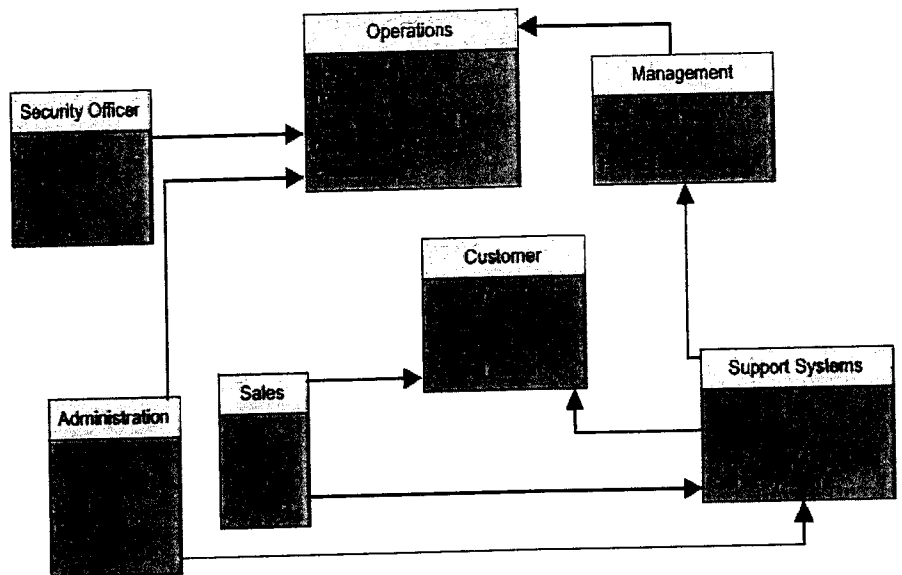 Operations
Management
Security Officer
Customer
Support Systems
Sales
Administration